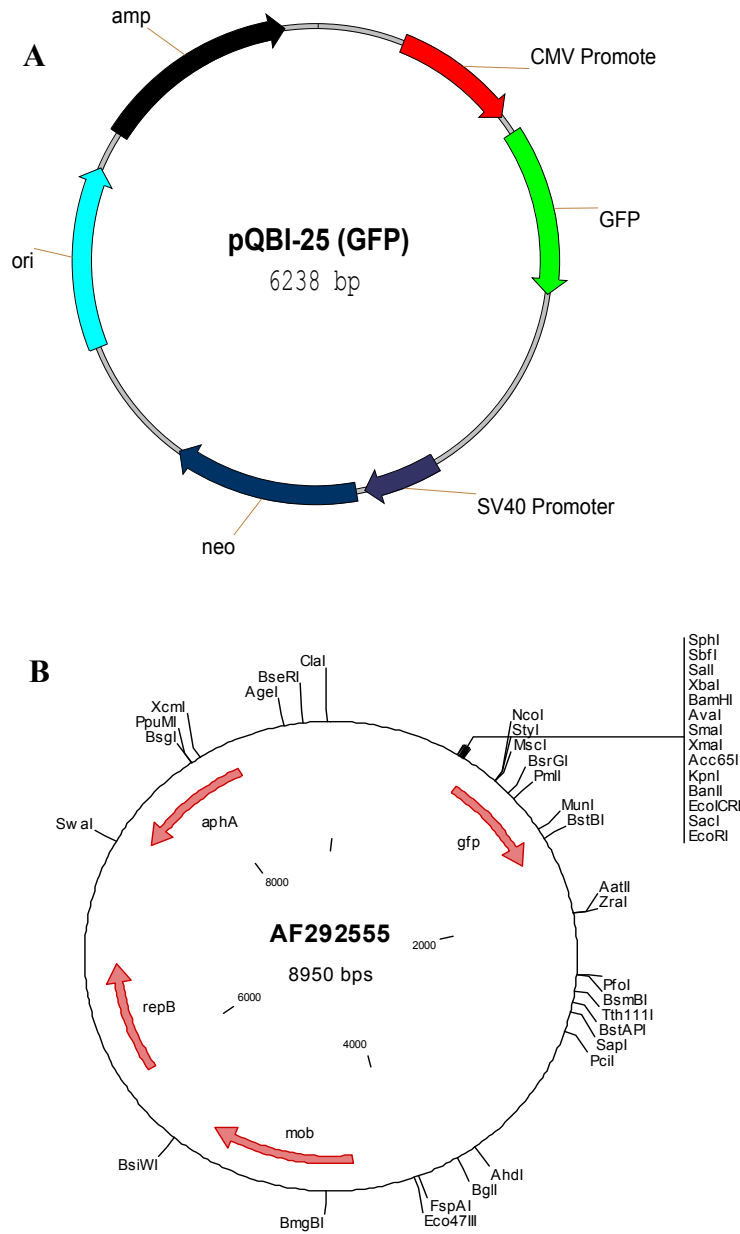 A
amp
CMV Promote
GFP
pQBI-25 (GFP)
6238 bp
ori
SV40 Promoter
neo
B
SphI
SbfI
SalI
XbaI
BamHI
AvaI
SmaI
XmaI
Acc65I
KpnI
BanII
EcoICRI
SacI
EcoRI
ClaI
BseRI
AgeI
XcmI
PpuMI
BsgI
SwaI
NcoI
StyI
MscI
BsrGI
PmlI
MunI
BstBI
aphA
gfp
8000
AatII
ZraI
AF292555
2000
8950 bps
repB
6000
4000
PfoI
BsmBI
Tth111I
BstAPI
SapI
PciI
mob
BsiWI
AhdI
BglI
FspAI
Eco47III
BmgBI